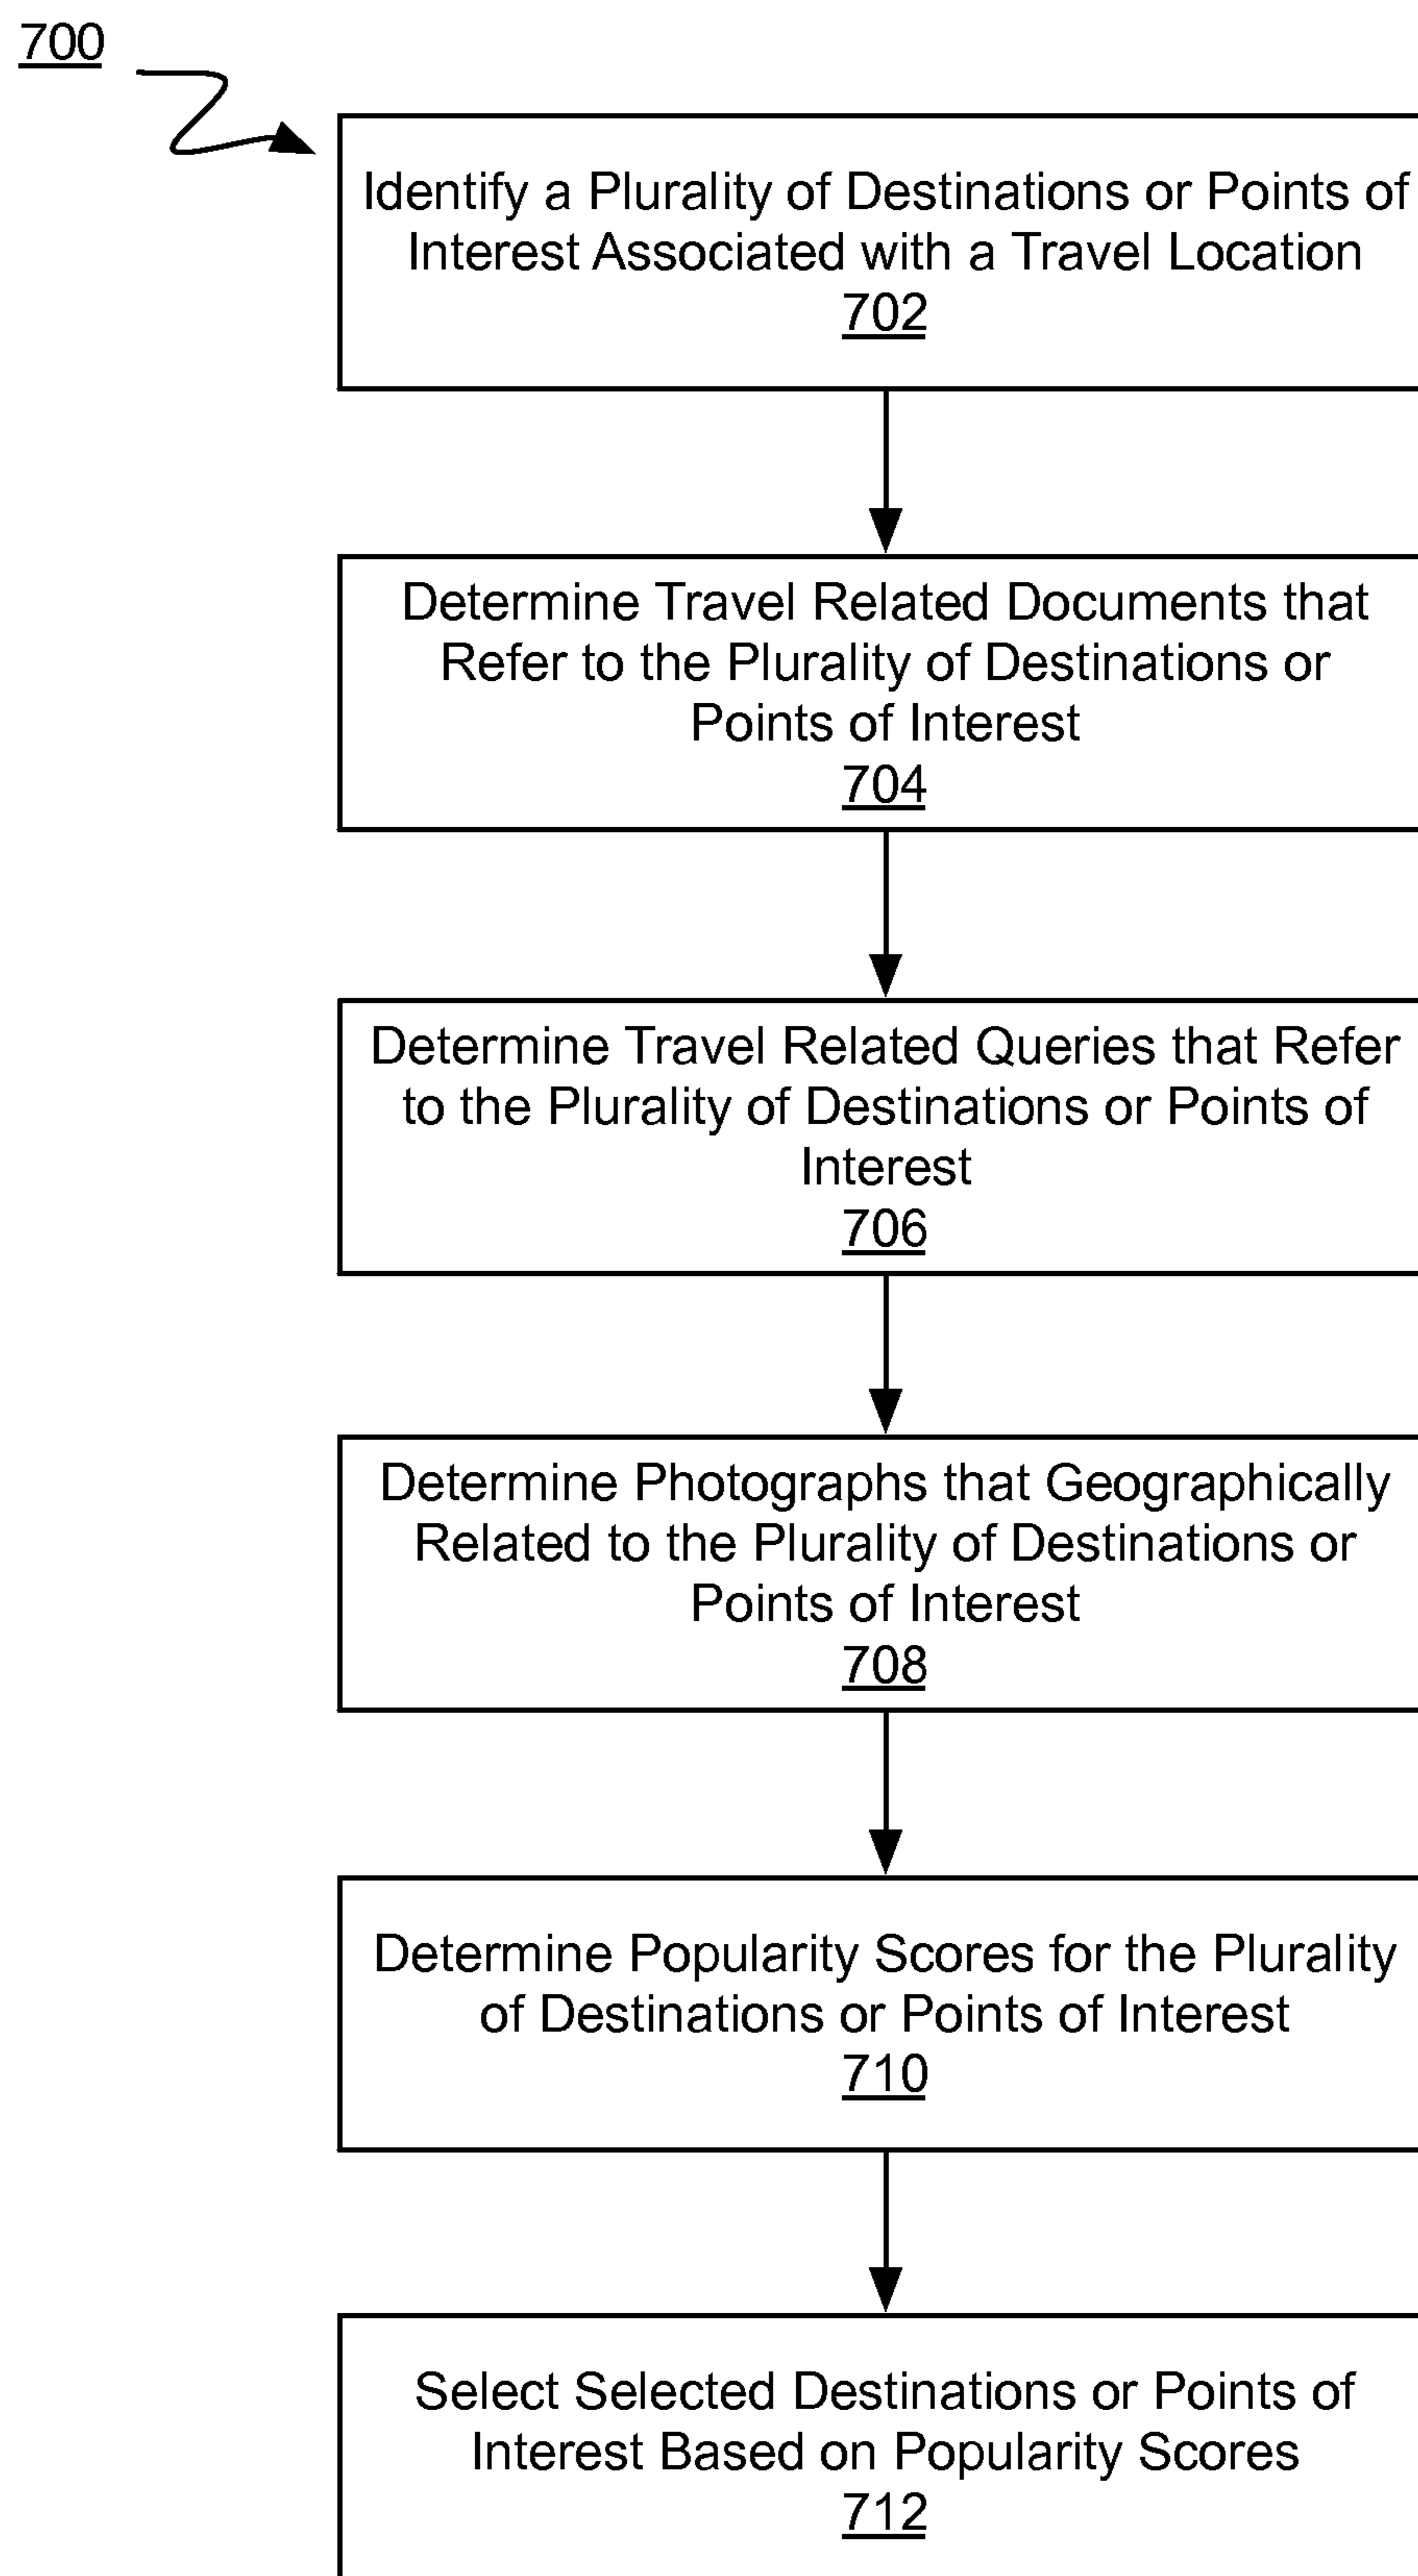 700
Identify a Plurality of Destinations or Points of
Interest Associated with a Travel Location
702
Determine Travel Related Documents that
Refer to the Plurality of Destinations or
Points of Interest
704
Determine Travel Related Queries that Refer
to the Plurality of Destinations or Points of
Interest
706
Determine Photographs that Geographically
Related to the Plurality of Destinations or
Points of Interest
708
Determine Popularity Scores for the Plurality
of Destinations or Points of Interest
710
Select Selected Destinations or Points of
Interest Based on Popularity Scores
712